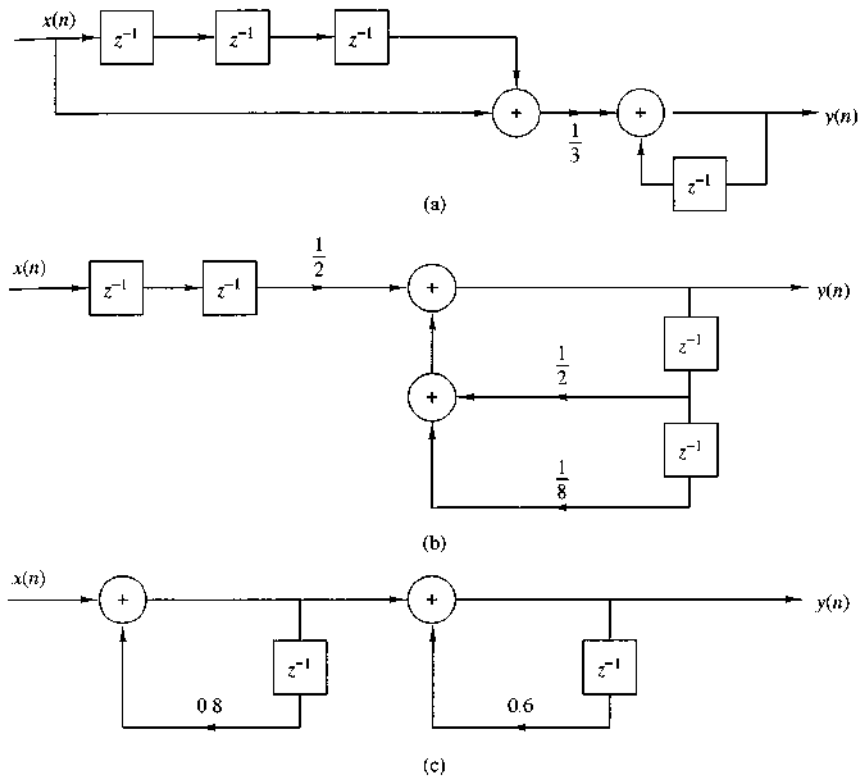 x(n)
z⁻¹ z⁻¹ z⁻¹
+ + y(n)
1/3
z⁻¹
(a)
x(n) 1/2
z⁻¹ z⁻¹ + y(n)
z⁻¹
1/2
+
z⁻¹
1/8
(b)
x(n) + + y(n)
z⁻¹ z⁻¹
0.8 0.6
(c)